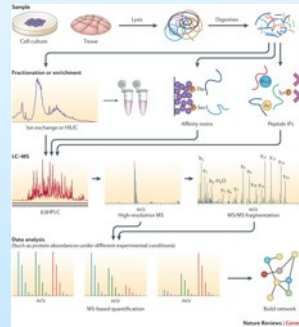 Sample
Lysis
Digestion
Cell culture
Tissue
Fractionation or enrichment
Ion exchange or HILIC
Affinity resins
Peptide IPs
LC–MS
(U)HPLC
m/z
High-resolution MS
m/z
MS/MS fragmentation
Data analysis
(Such as protein abundances under different experimental conditions)
m/z
m/z
m/z
MS-based quantification
Build network
Nature Reviews |